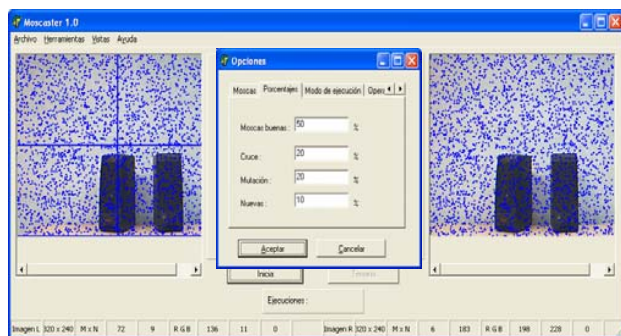 Moscaster 1.0
Archivo Herramientas Vistas Ayuda
Opciones
Moscas Porcentajes Modo de ejecución
Moscas buenas : 50 %
Cruce : 20 %
Mutación : 20 %
Nuevas : 10 %
Aceptar Cancelar
Inicia
Ejecuciones :
Imagen L 320 x 240 M x N 72 9 R G B 136 11 0 Imagen R 320 x 240 M x N 6 183 R G B 198 228 0